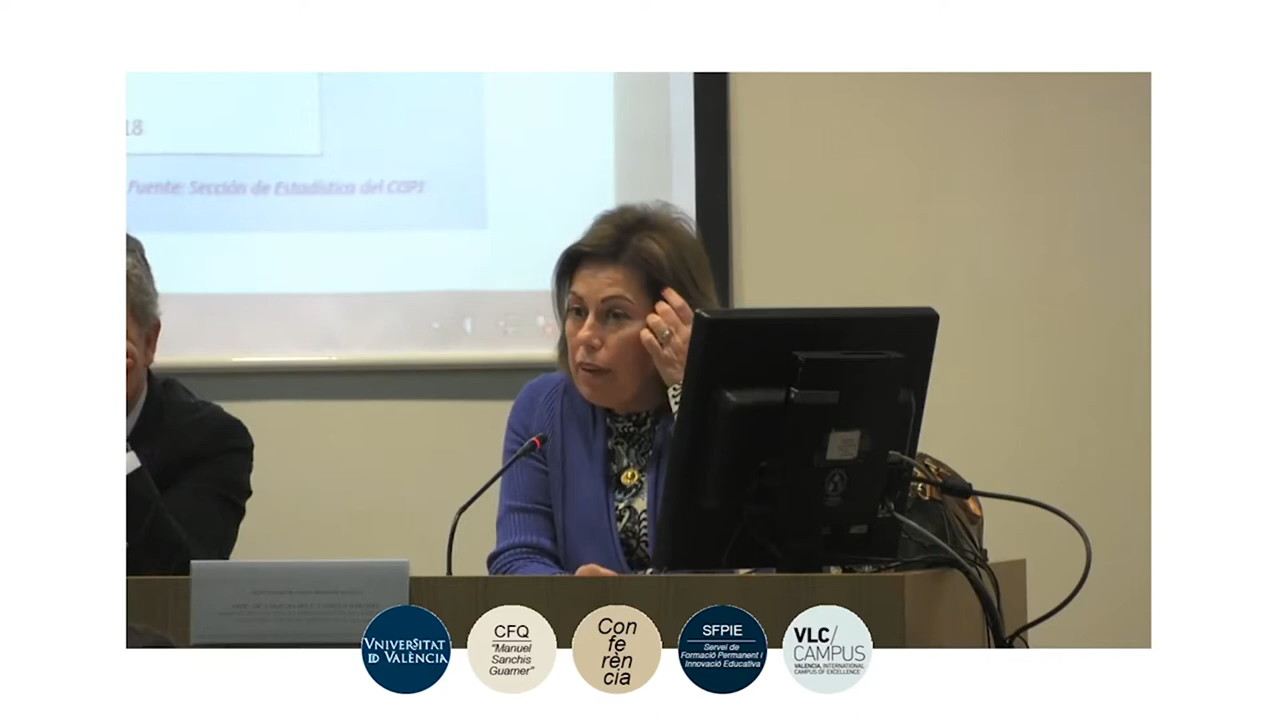 18
Fuente: Sección de Estadística del COPI
VNIVERSITAT
ID VALÈNCIA
CFQ
"Manuel
Sanchis
Guarner"
Con
fe
rèn
cia
SFPIE
Servei de
Formació Permanent i
Innovació Educativa
VLC/
CAMPUS
VALENCIA, INTERNATIONAL
CAMPUS OF EXCELLENCE